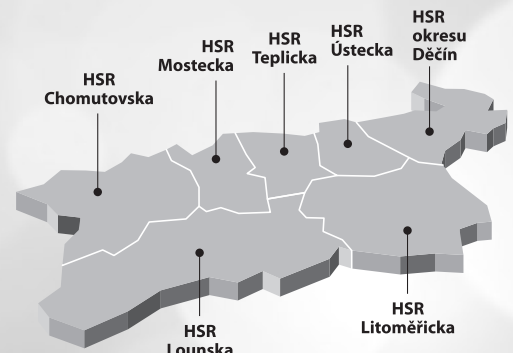 HSR
Chomutovska
HSR
Mostecka
HSR
Teplicka
HSR
Ústecka
HSR
okresu
Děčín
HSR
Lounska
HSR
Litoměřicka